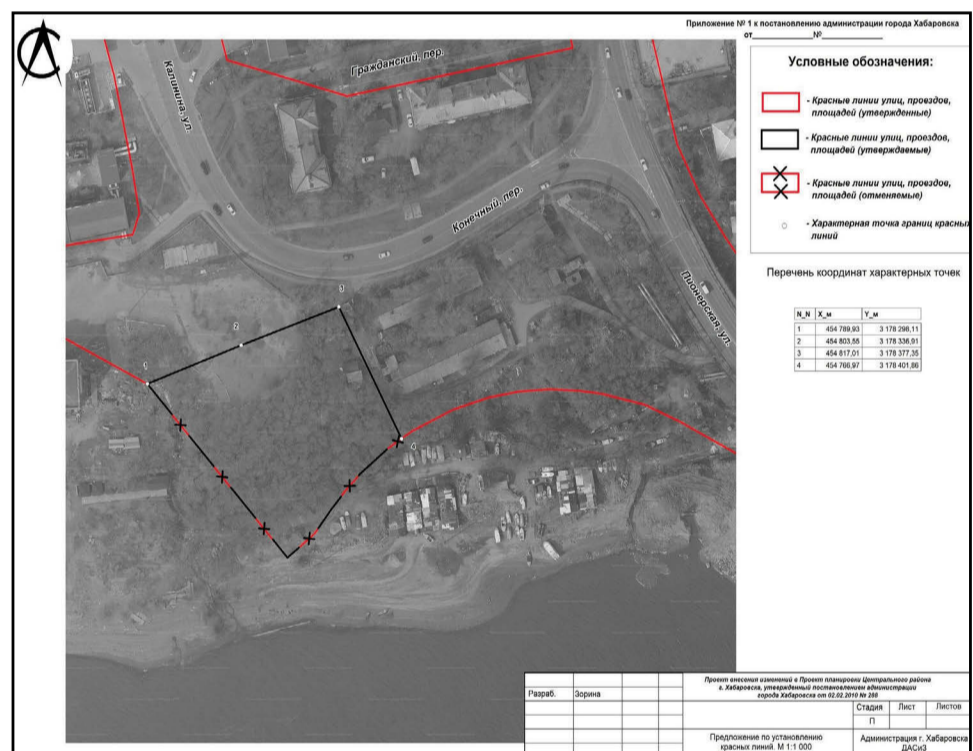 Приложение № 1 к постановлению администрации города Хабаровска
от____________№____________
Условные обозначения:
- Красные линии улиц, проездов,
площадей (утвержденные)
- Красные линии улиц, проездов,
площадей (утверждаемые)
- Красные линии улиц, проездов,
площадей (отменяемые)
- Характерная точка границ красных
линий
Перечень координат характерных точек
N_N X_м Y_м
1 454 789,93 3 178 296,11
2 454 803,55 3 178 336,91
3 454 817,01 3 178 377,35
4 454 766,97 3 178 401,86
Гражданский, пер.
Калинина, ул.
Конечный, пер.
Пионерская, ул.
1
2
3
4
Проект внесения изменений в Проект планировки Центрального района
г. Хабаровска, утвержденный постановлением администрации
города Хабаровска от 02.02.2010 № 286
Разраб. Зорина
Стадия Лист Листов
П
Предложение по установлению
красных линий. М 1:1 000
Администрация г. Хабаровска
ДАСиЗ